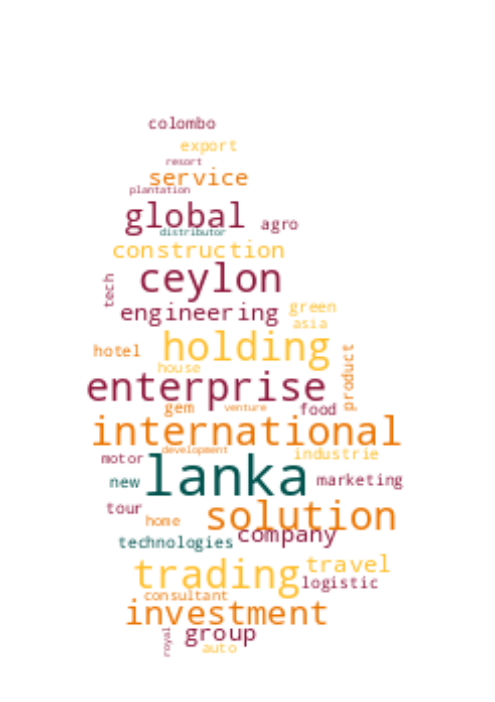 colombo
export
resort
service
plantation
global
agro
distributor
construction
ceylon
tech
engineering
green
asia
hotel
holding
house
product
enterprise
gem
venture
food
international
development
motor
industrie
lanka
new
marketing
tour
home
solution
technologies
company
trading
travel
logistic
consultant
investment
group
royal
auto